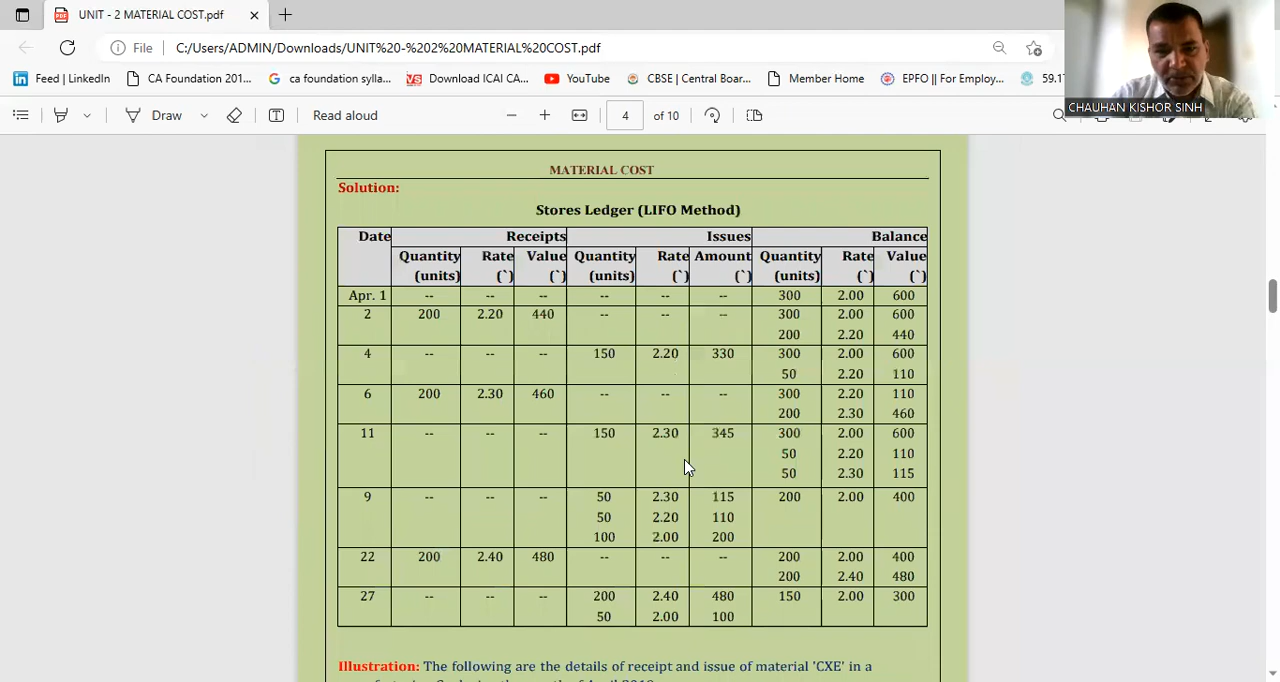 UNIT - 2 MATERIAL COST.pdf
File C:/Users/ADMIN/Downloads/UNIT%20-%202%20MATERIAL%20COST.pdf
Feed | LinkedIn CA Foundation 201... ca foundation sylla... Download ICAI CA... YouTube CBSE | Central Boar... Member Home EPFO || For Employ... 59.1
Draw Read aloud 4 of 10
CHAUHAN KISHOR SINH
MATERIAL COST
Solution:
Stores Ledger (LIFO Method)
Date Receipts Issues Balance
Quantity Rate Value Quantity Rate Amount Quantity Rate Value
(units) (`) (`) (units) (`) (`) (units) (`) (`)
Apr. 1 -- -- -- -- -- -- 300 2.00 600
2 200 2.20 440 -- -- -- 300 2.00 600
200 2.20 440
4 -- -- -- 150 2.20 330 300 2.00 600
50 2.20 110
6 200 2.30 460 -- -- -- 300 2.20 110
200 2.30 460
11 -- -- -- 150 2.30 345 300 2.00 600
50 2.20 110
50 2.30 115
9 -- -- -- 50 2.30 115 200 2.00 400
50 2.20 110
100 2.00 200
22 200 2.40 480 -- -- -- 200 2.00 400
200 2.40 480
27 -- -- -- 200 2.40 480 150 2.00 300
50 2.00 100
Illustration: The following are the details of receipt and issue of material 'CXE' in a